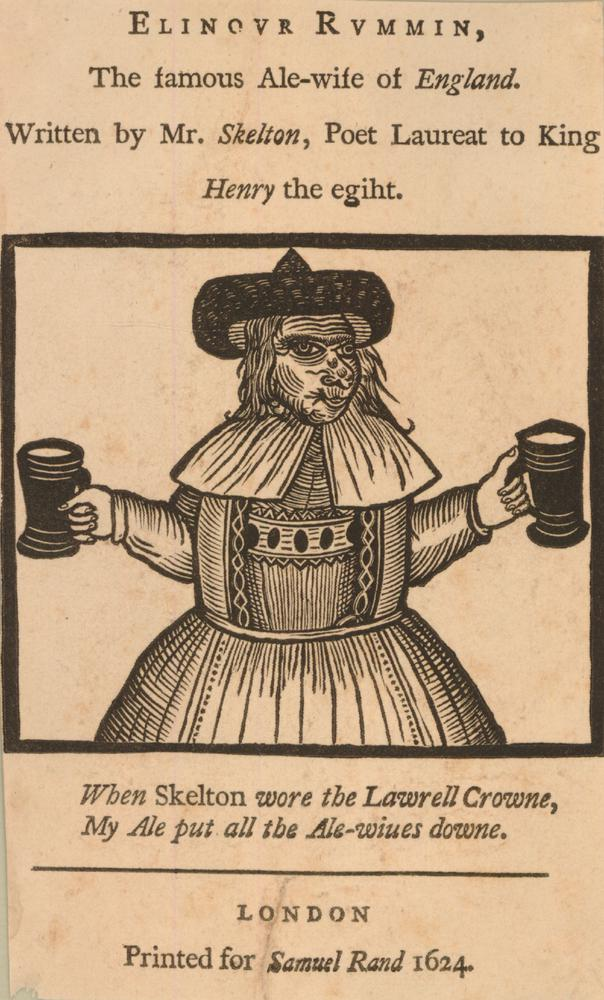 ELINOVR RVMMIN,
The famous Ale-wife of England.
Written by Mr. Skelton, Poet Laureat to King
Henry the egiht.
When Skelton wore the Lawrell Crowne,
My Ale put all the Ale-wiues downe.
LONDON
Printed for Samuel Rand 1624.